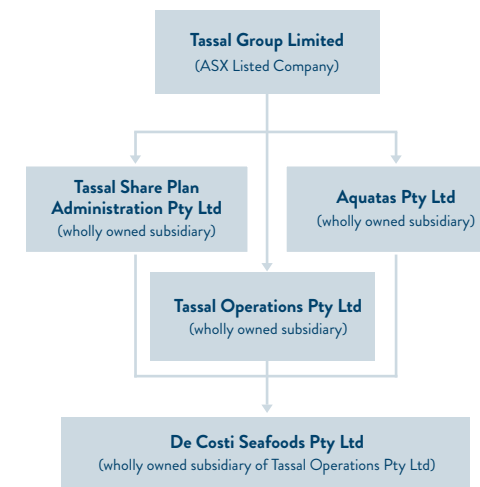 Tassal Group Limited
(ASX Listed Company)
Tassal Share Plan
Administration Pty Ltd
(wholly owned subsidiary)
Aquatas Pty Ltd
(wholly owned subsidiary)
Tassal Operations Pty Ltd
(wholly owned subsidiary)
De Costi Seafoods Pty Ltd
(wholly owned subsidiary of Tassal Operations Pty Ltd)